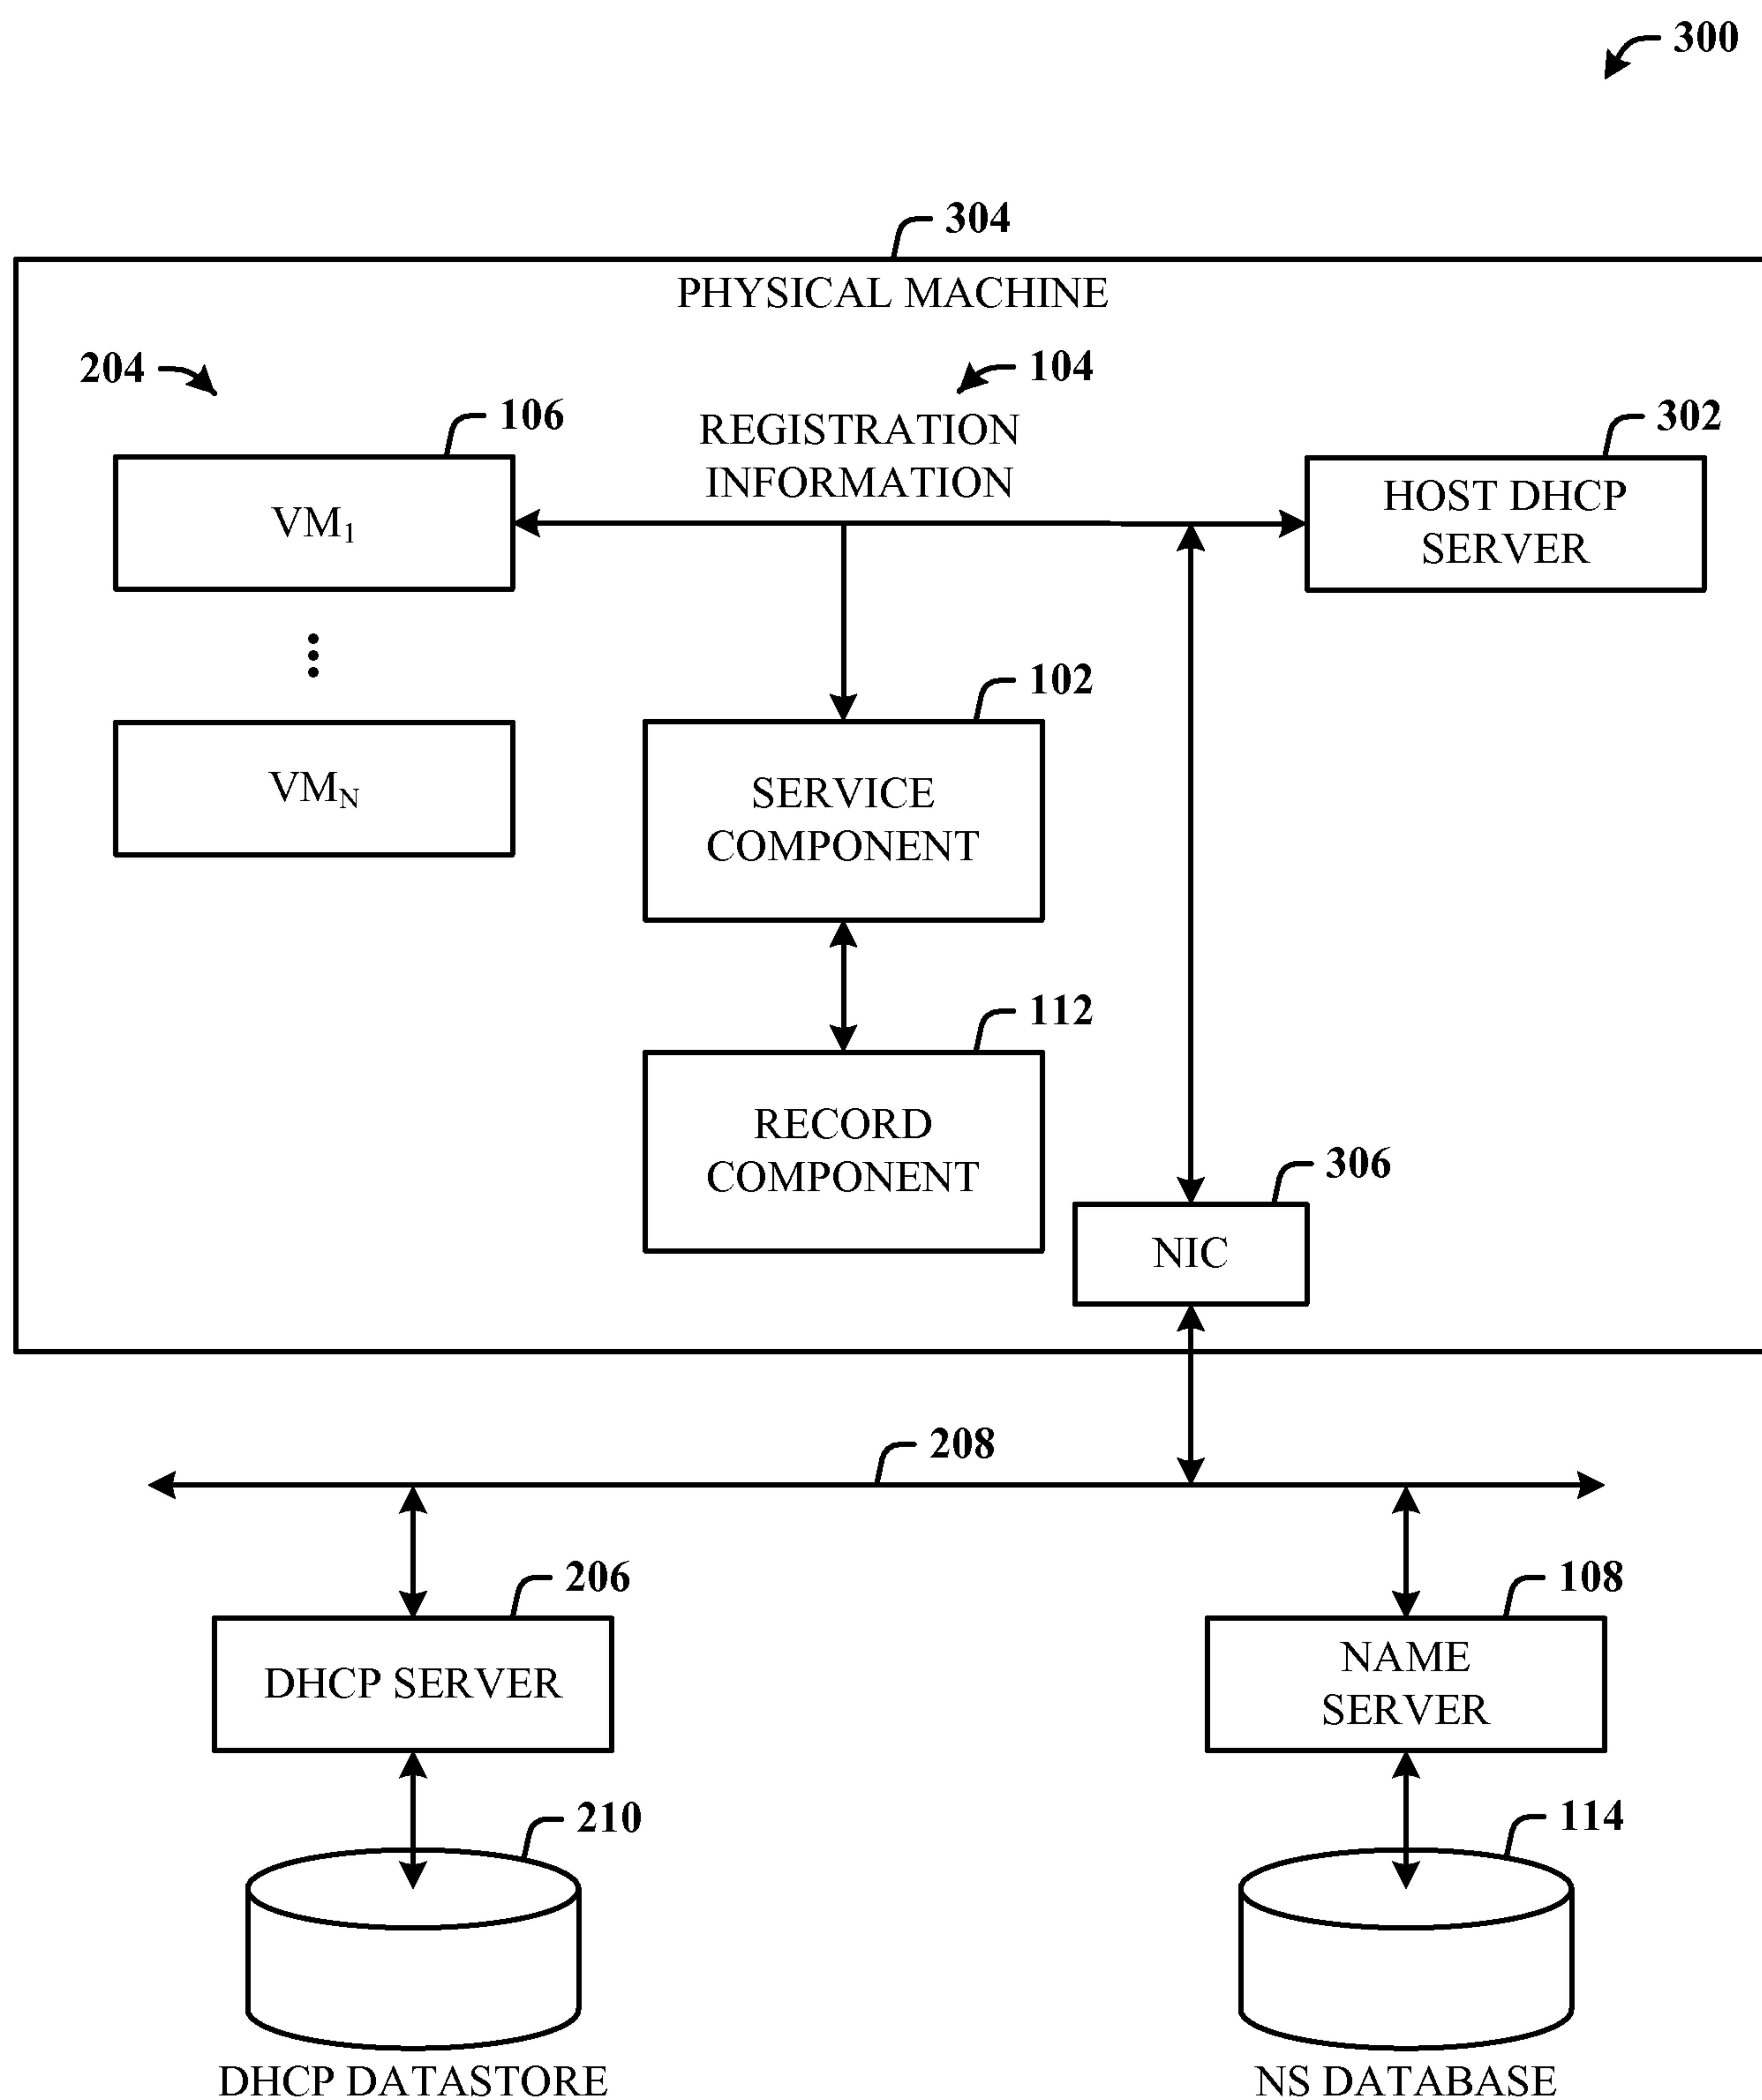 300
304
PHYSICAL MACHINE
204
104
106
REGISTRATION
INFORMATION
302
VM₁
HOST DHCP
SERVER
102
VM_N
SERVICE
COMPONENT
112
RECORD
COMPONENT
306
NIC
208
206
108
DHCP SERVER
NAME
SERVER
210
114
DHCP DATASTORE
NS DATABASE